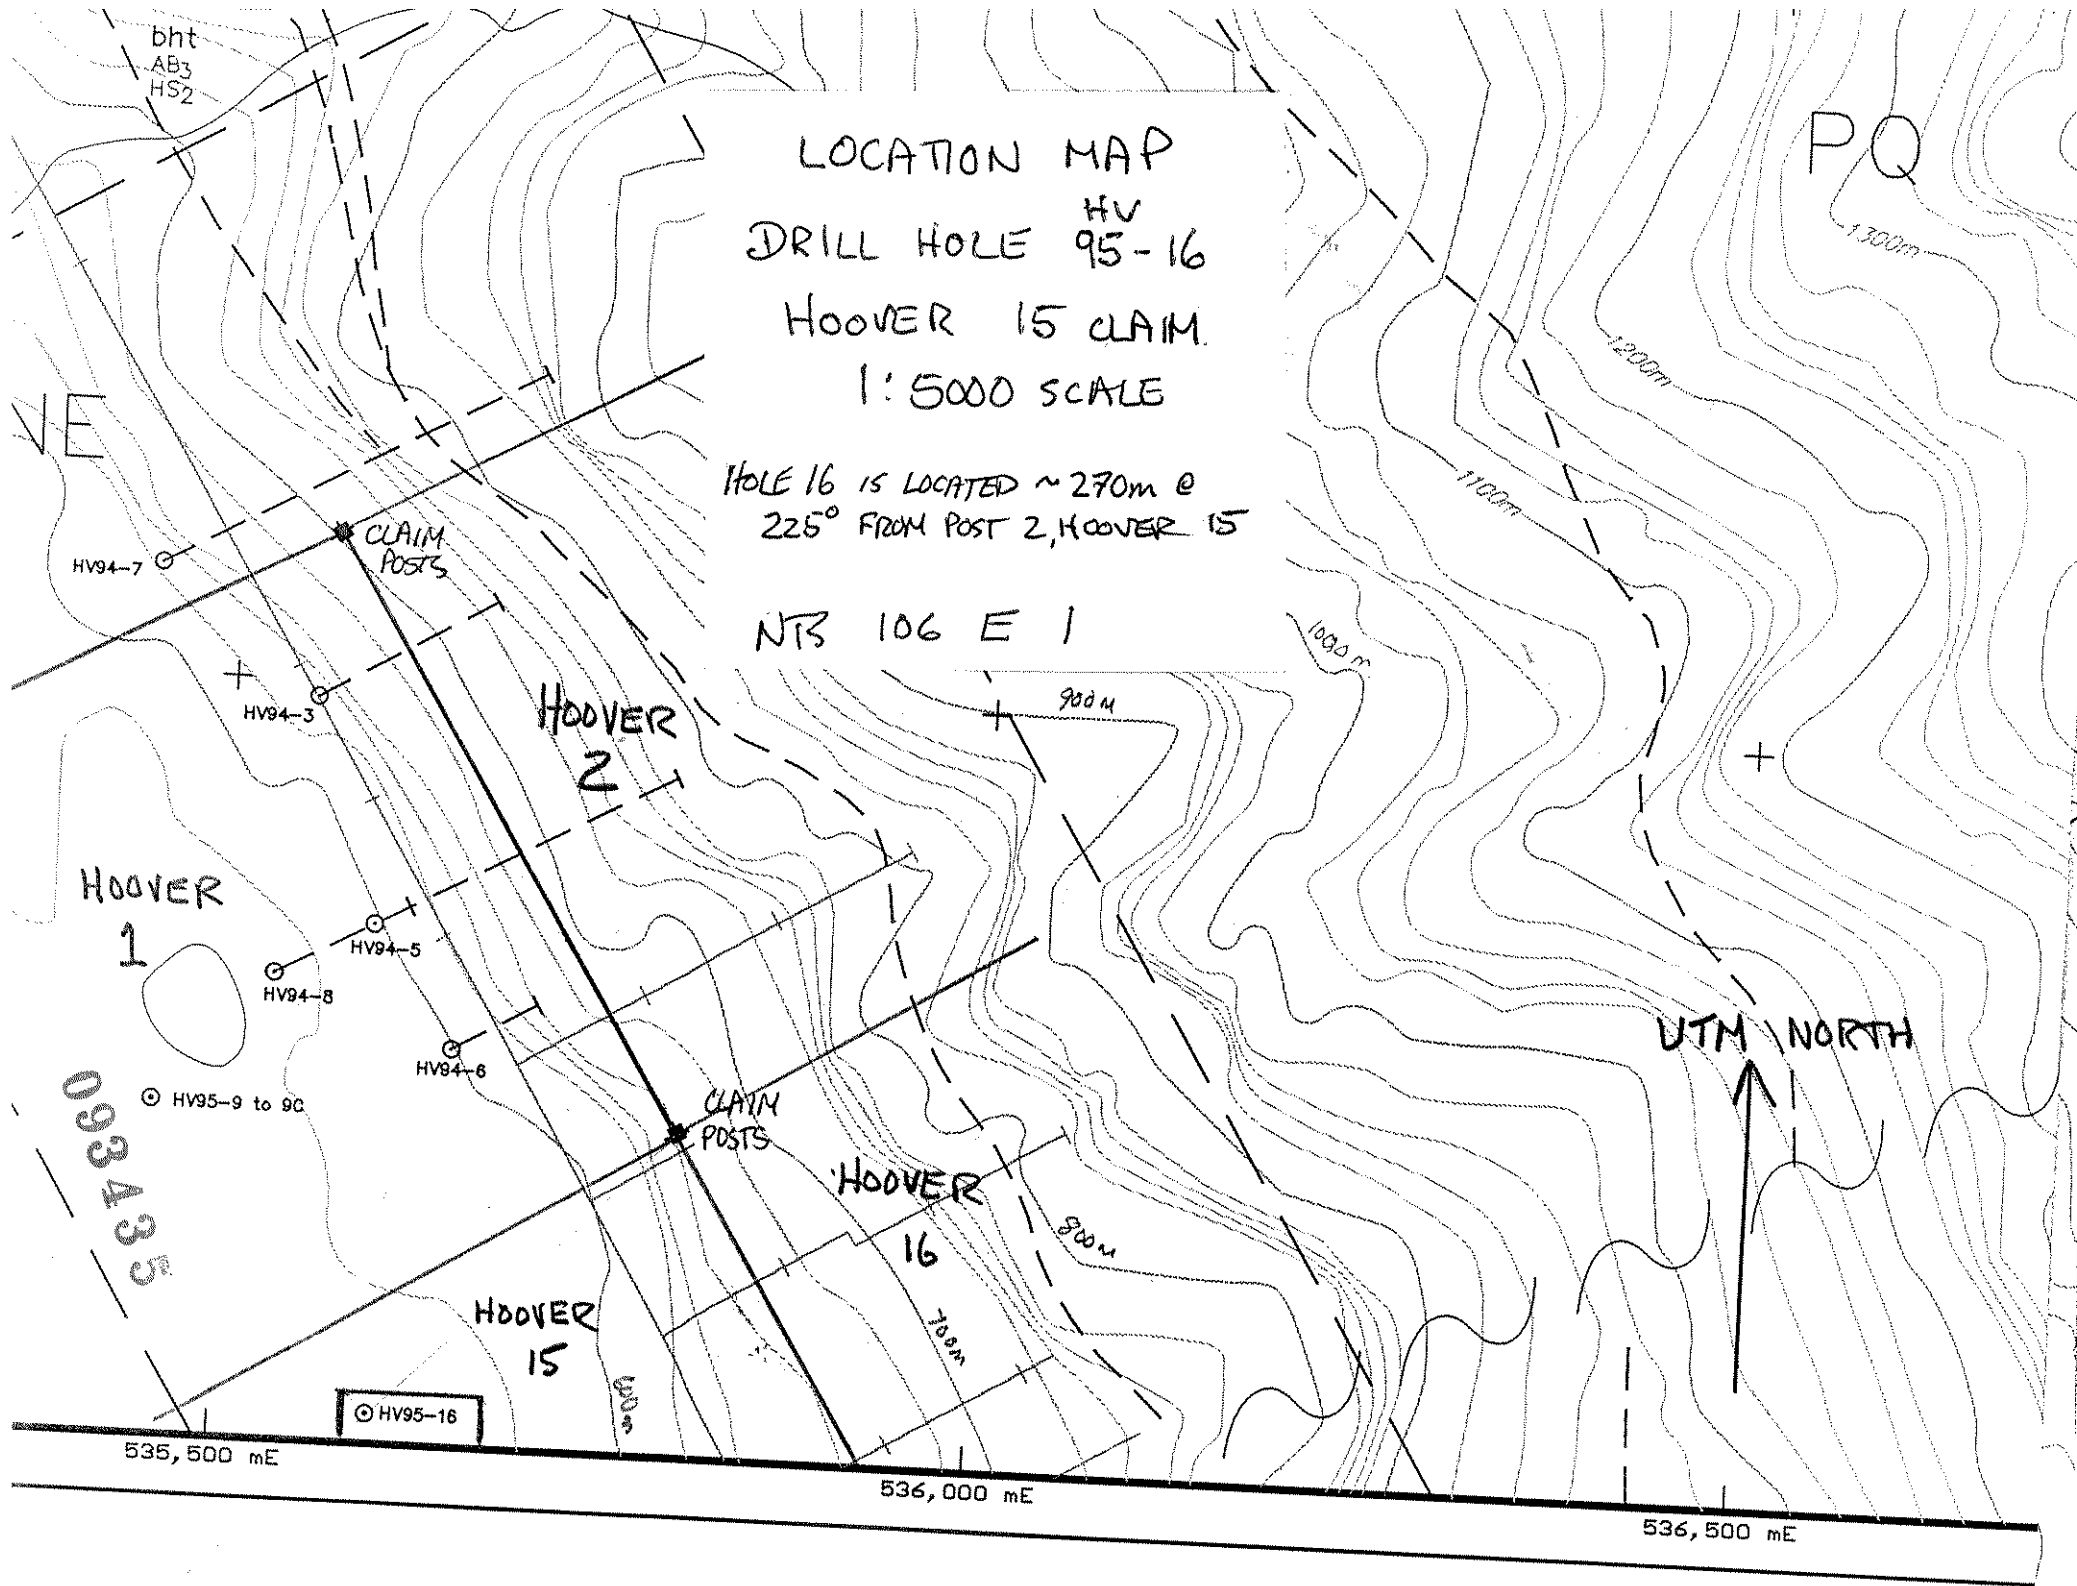 bht
AB3
HS2
PQ
LOCATION MAP
HV
DRILL HOLE 95-16
HOOVER 15 CLAIM.
1:5000 SCALE
HOLE 16 IS LOCATED ~ 270m @
225° FROM POST 2, HOOVER 15
NTS 106 E 1
1300m
1200m
1100m
1000m
900m
VE
CLAIM
POSTS
HV94-7
HV94-3
HOOVER
2
HOOVER
1
HV94-5
HV94-8
HV94-6
HV95-9 to 9C
093435
CLAIM
POSTS
HOOVER
16
800m
700m
HOOVER
15
600m
HV95-16
UTM NORTH
535,500 mE
536,000 mE
536,500 mE